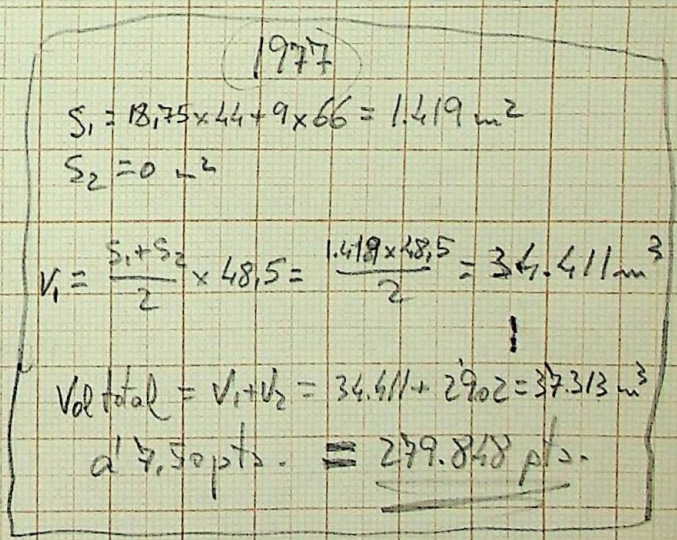 1977
S₁ = 18,75 x 44 + 9 x 66 = 1.419 m²
S₂ = 0 m²
V₁ = (S₁ + S₂)/2 x 48,5 = (1.419 x 48,5)/2 = 34.411 m³
Vol total = V₁ + V₂ = 34.411 + 2902 = 37.313 m³
a' 7,50 pts. = 279.848 pts.